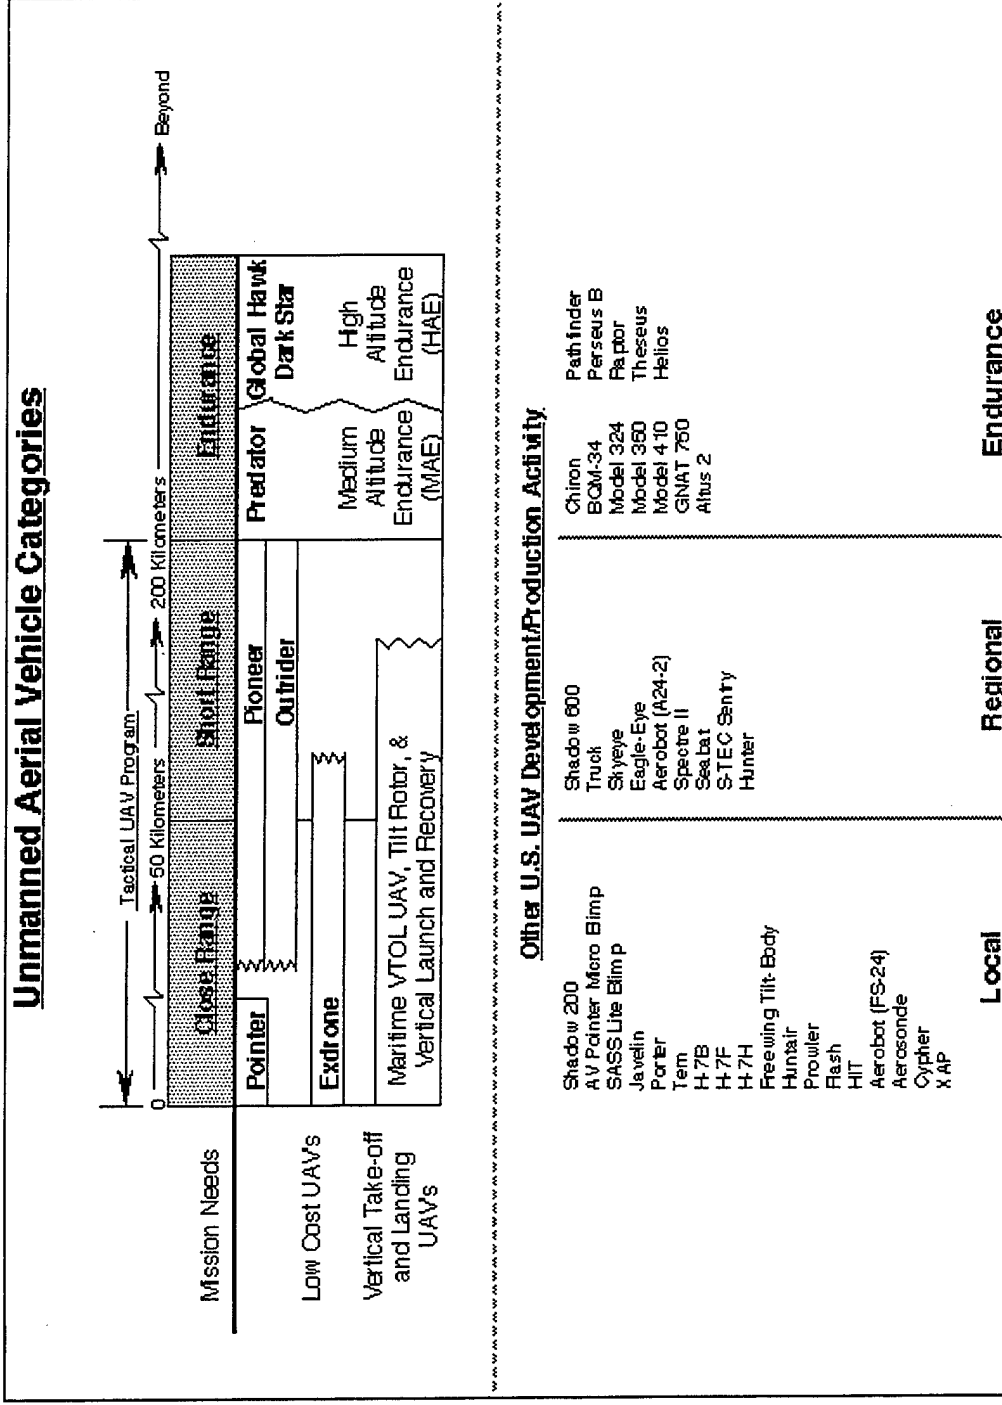 Unmanned Aerial Vehicle Categories
Tactical UAV Program
0
50 Kilometers
200 Kilometers
Beyond
Mission Needs
Close Range
Short Range
Endurance
Pointer
Pioneer
Outrider
Predator
Global Hawk
Dark Star
Low Cost UAV's
Exdrone
Medium
Altitude
Endurance
(MAE)
High
Altitude
Endurance
(HAE)
Vertical Take-off
and Landing
UAV's
Maritime VTOL UAV, Tilt Rotor, &
Vertical Launch and Recovery
Other U.S. UAV Development/Production Activity
Shadow 200
AV Pointer Micro Bimp
SASS Lite Blimp
Javelin
Porter
Tern
H-7B
H-7F
H-7H
Freewing Tilt-Body
Huntair
Prowler
Flash
HIT
Aerobot (FS-24)
Aerosonde
Cypher
XAP
Shadow 600
Truck
Skyeye
Eagle-Eye
Aerobot (A24-2)
Spectre II
Seabat
S-TEC Sentry
Hunter
Chiron
BQM-34
Model 324
Model 350
Model 410
GNAT 750
Altus 2
Pathfinder
Perseus B
Raptor
Theseus
Helios
Local
Regional
Endurance